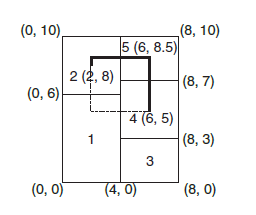 (0, 10) (8, 10)
5 (6, 8.5)
2 (2, 8) (8, 7)
(0, 6)
4 (6, 5)
1 (8, 3)
3
(0, 0) (4, 0) (8, 0)